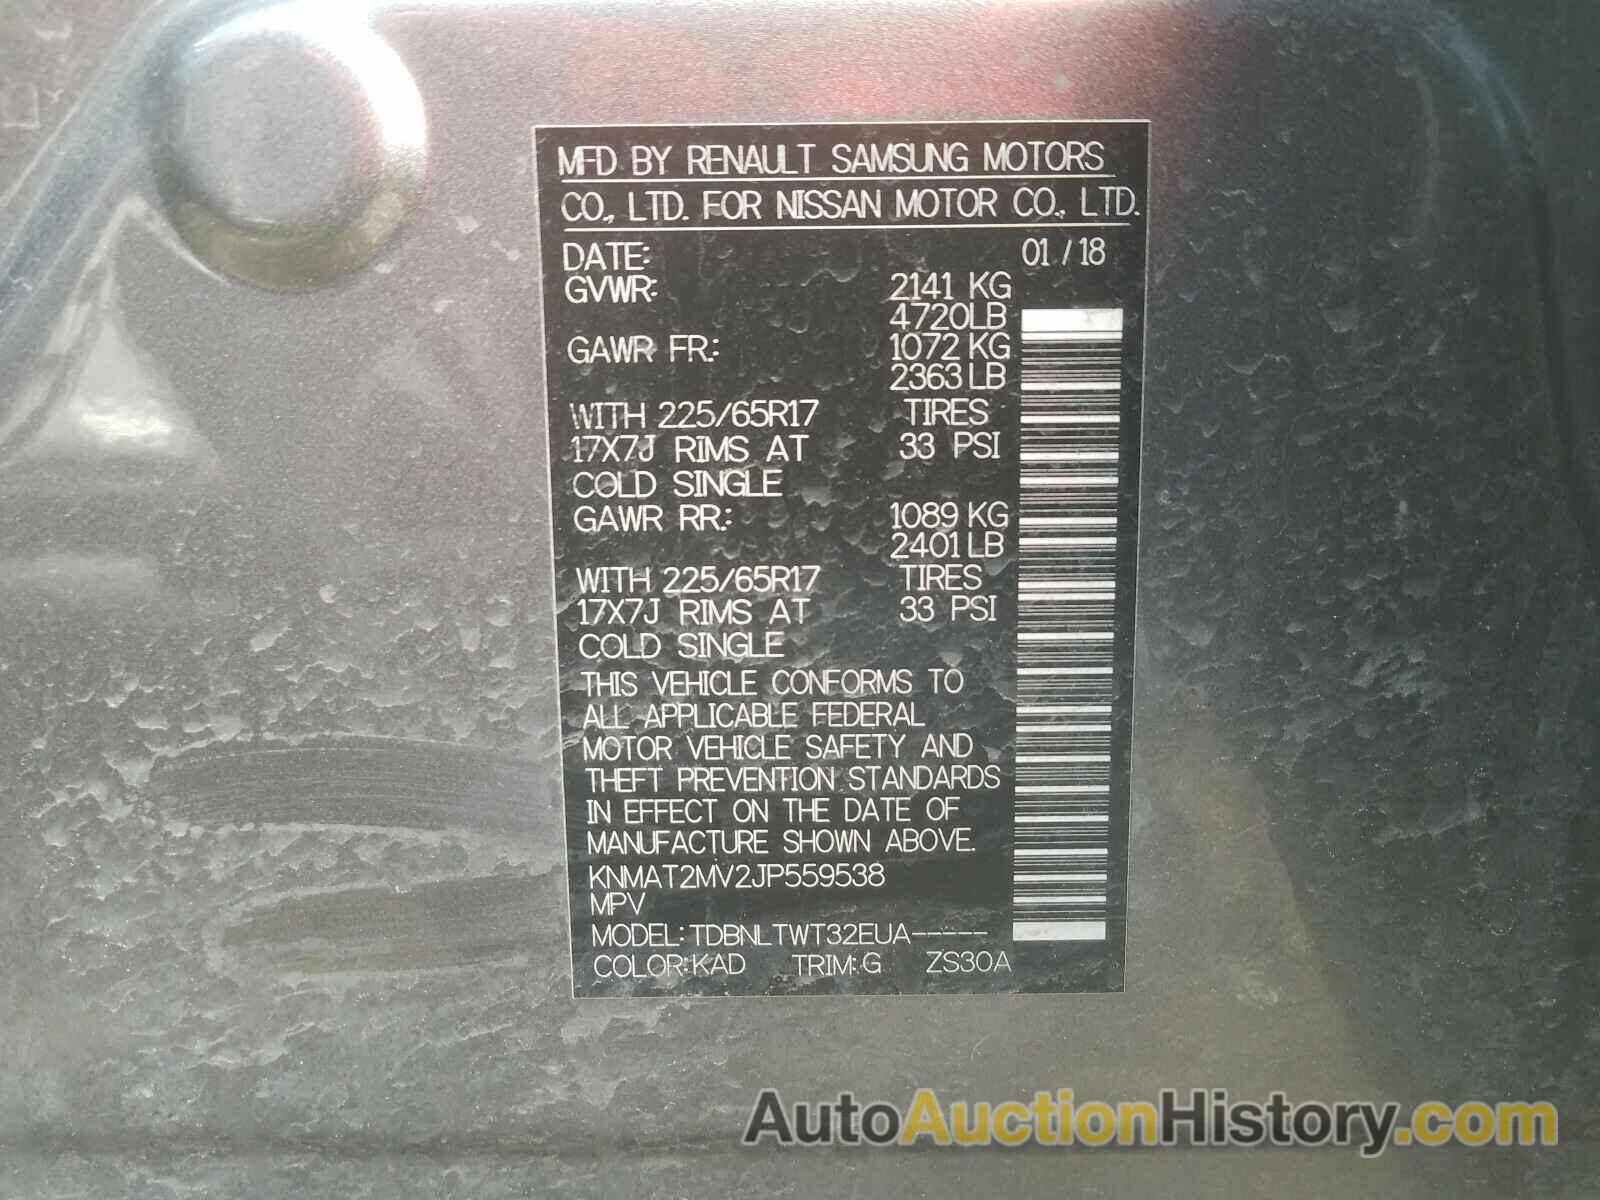 MFD BY RENAULT SAMSUNG MOTORS
CO., LTD. FOR NISSAN MOTOR CO., LTD.
DATE: 01 / 18
GVWR: 2141 KG
4720LB
GAWR FR.: 1072 KG
2363 LB
WITH 225/65R17 TIRES
17X7J RIMS AT 33 PSI
COLD SINGLE
GAWR RR.: 1089 KG
2401 LB
WITH 225/65R17 TIRES
17X7J RIMS AT 33 PSI
COLD SINGLE
THIS VEHICLE CONFORMS TO
ALL APPLICABLE FEDERAL
MOTOR VEHICLE SAFETY AND
THEFT PREVENTION STANDARDS
IN EFFECT ON THE DATE OF
MANUFACTURE SHOWN ABOVE.
KNMAT2MV2JP559538
MPV
MODEL: TDBNLTWT32EUA-----
COLOR:KAD TRIM:G ZS30A
AutoAuctionHistory.com